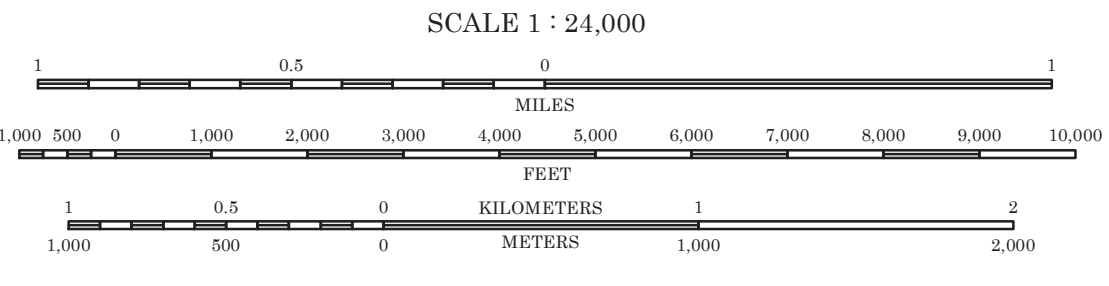 SCALE 1 : 24,000
1 0.5 0 1
MILES
1,000 500 0 1,000 2,000 3,000 4,000 5,000 6,000 7,000 8,000 9,000 10,000
FEET
1 0.5 0 KILOMETERS 1 2
1,000 500 0 METERS 1,000 2,000